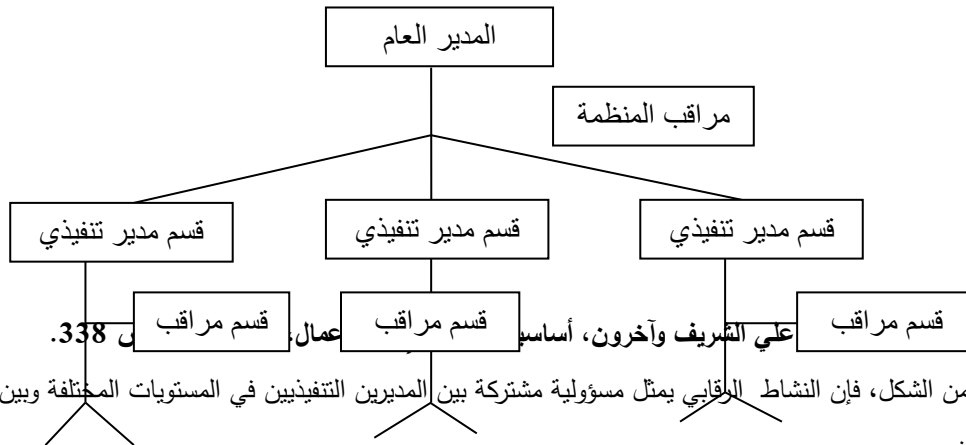 المدير العام
مراقب المنظمة
قسم مدير تنفيذي
قسم مدير تنفيذي
قسم مدير تنفيذي
قسم مراقب
قسم مراقب
قسم مراقب
علي الشريف وآخرون، عمال، 338.
من الشكل، فإن النشاط الرقابي يمثل مسؤولية مشتركة بين المديرين التنفيذيين في المستويات المختلفة وبين